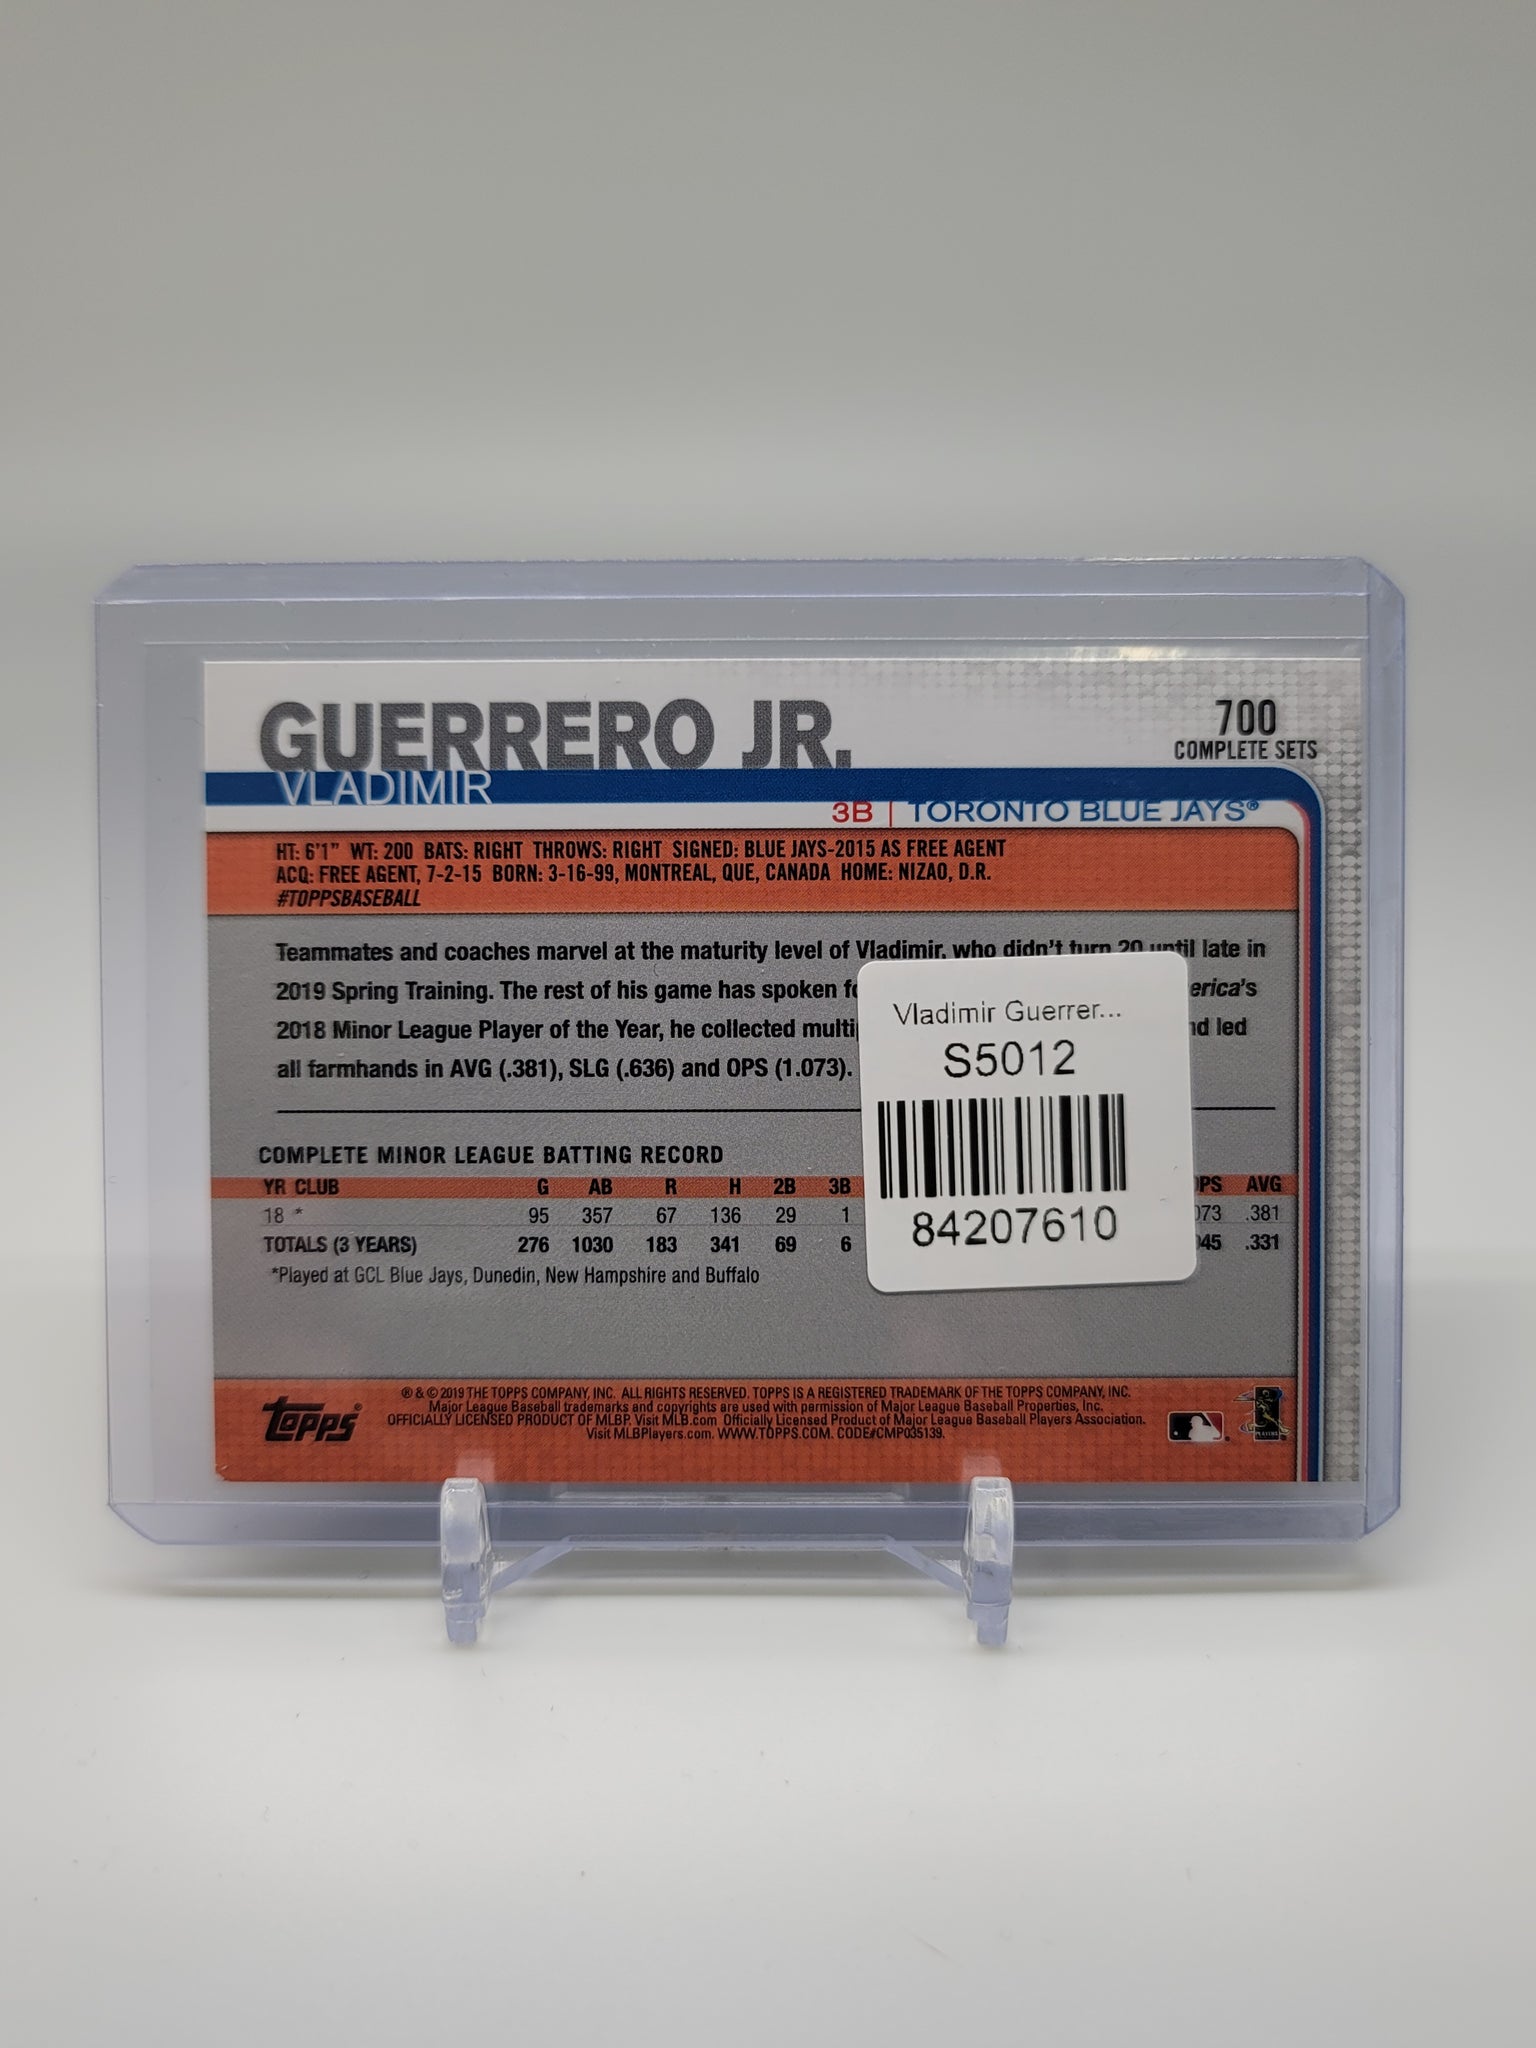 GUERRERO JR.
VLADIMIR
700
COMPLETE SETS
3B | TORONTO BLUE JAYS®
HT: 6'1" WT: 200 BATS: RIGHT THROWS: RIGHT SIGNED: BLUE JAYS-2015 AS FREE AGENT
ACQ: FREE AGENT, 7-2-15 BORN: 3-16-99, MONTREAL, QUE, CANADA HOME: NIZAO, D.R.
#TOPPSBASEBALL
Teammates and coaches marvel at the maturity level of Vladimir, who didn't turn 20 until late in
2019 Spring Training. The rest of his game has spoken
2018 Minor League Player of the Year, he collected led
all farmhands in AVG (.381), SLG (.636) and OPS (1.073).
Vladimir Guerrer...
S5012
84207610
COMPLETE MINOR LEAGUE BATTING RECORD
YR CLUB G AB R H 2B 3B AVG
18 * 95 357 67 136 29 1 .381
TOTALS (3 YEARS) 276 1030 183 341 69 6 .331
*Played at GCL Blue Jays, Dunedin, New Hampshire and Buffalo
topps®
® & © 2019 THE TOPPS COMPANY, INC. ALL RIGHTS RESERVED. TOPPS IS A REGISTERED TRADEMARK OF THE TOPPS COMPANY, INC.
Major League Baseball trademarks and copyrights are used with permission of Major League Baseball Properties, Inc.
OFFICIALLY LICENSED PRODUCT OF MLBP. Visit MLB.com Officially Licensed Product of Major League Baseball Players Association.
Visit MLBPlayers.com. WWW.TOPPS.COM. CODE#CMP035139.
PLAYERS